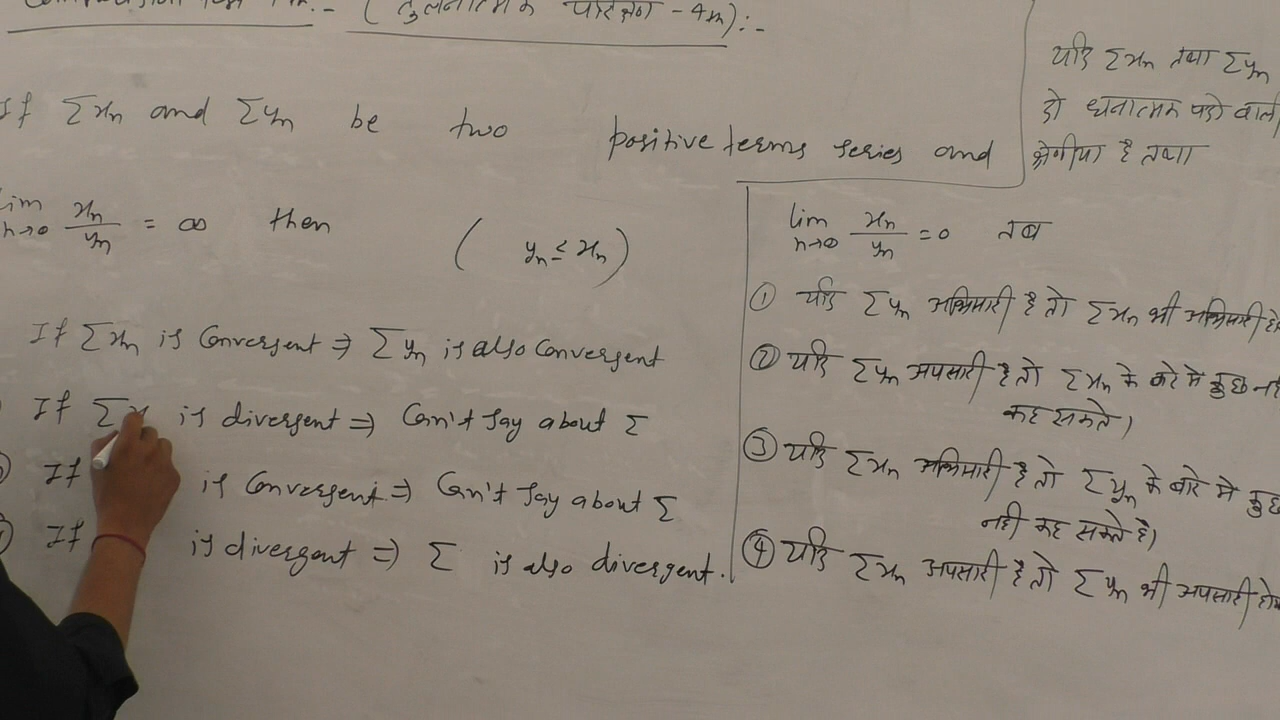 (तुलनात्मक परिक्षण - 4th):-
If Σxn and Σyn be two positive terms series and
lim n→∞ xn/yn = ∞ then ( yn ≤ xn )
If Σxn is Convergent ⇒ Σyn is also Convergent
If Σx is divergent ⇒ Can't say about Σ
If is Convergent ⇒ Can't say about Σ
If is divergent ⇒ Σ is also divergent.
यदि Σxn तथा Σyn
दो धनात्मक पदो वाली
श्रेणीया है तथा
lim n→∞ xn/yn = 0 तब
① यदि Σyn अभिसारी है तो Σxn भी अभिसारी
② यदि Σyn अपसारी है तो Σxn के बारे मे कुछ
कह सकते।
③ यदि Σxn अभिसारी है तो Σyn के बारे मे कुछ
नही कह सकते है।
④ यदि Σxn अपसारी है तो Σyn भी अपसारी